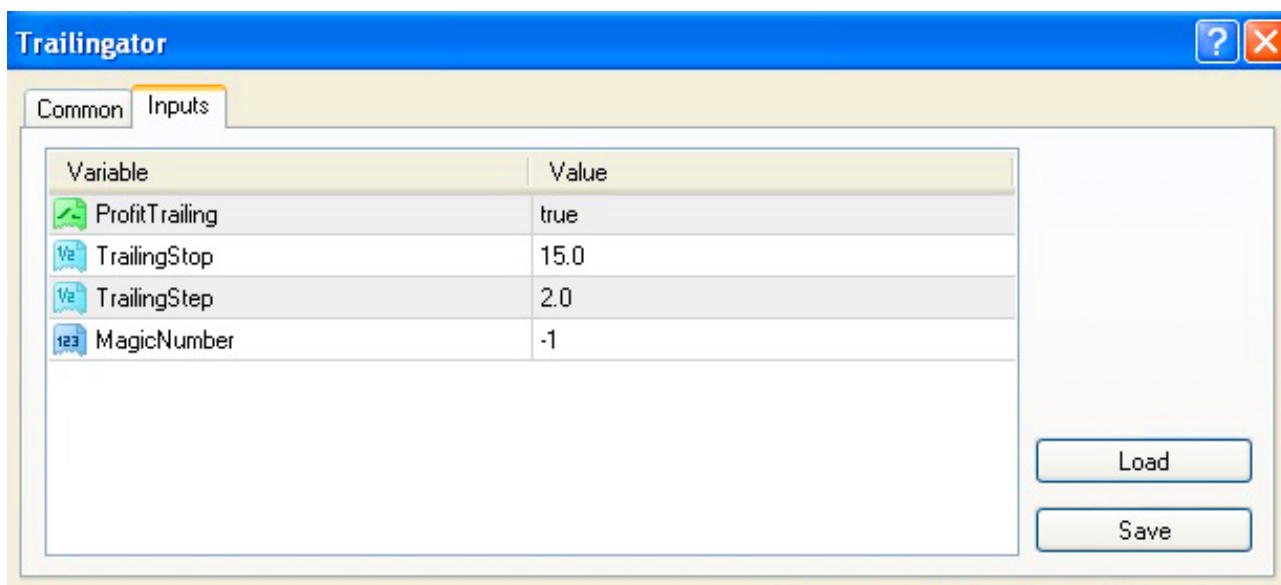 Trailingator
Common Inputs
Variable Value
ProfitTrailing true
TrailingStop 15.0
TrailingStep 2.0
MagicNumber -1
Load
Save